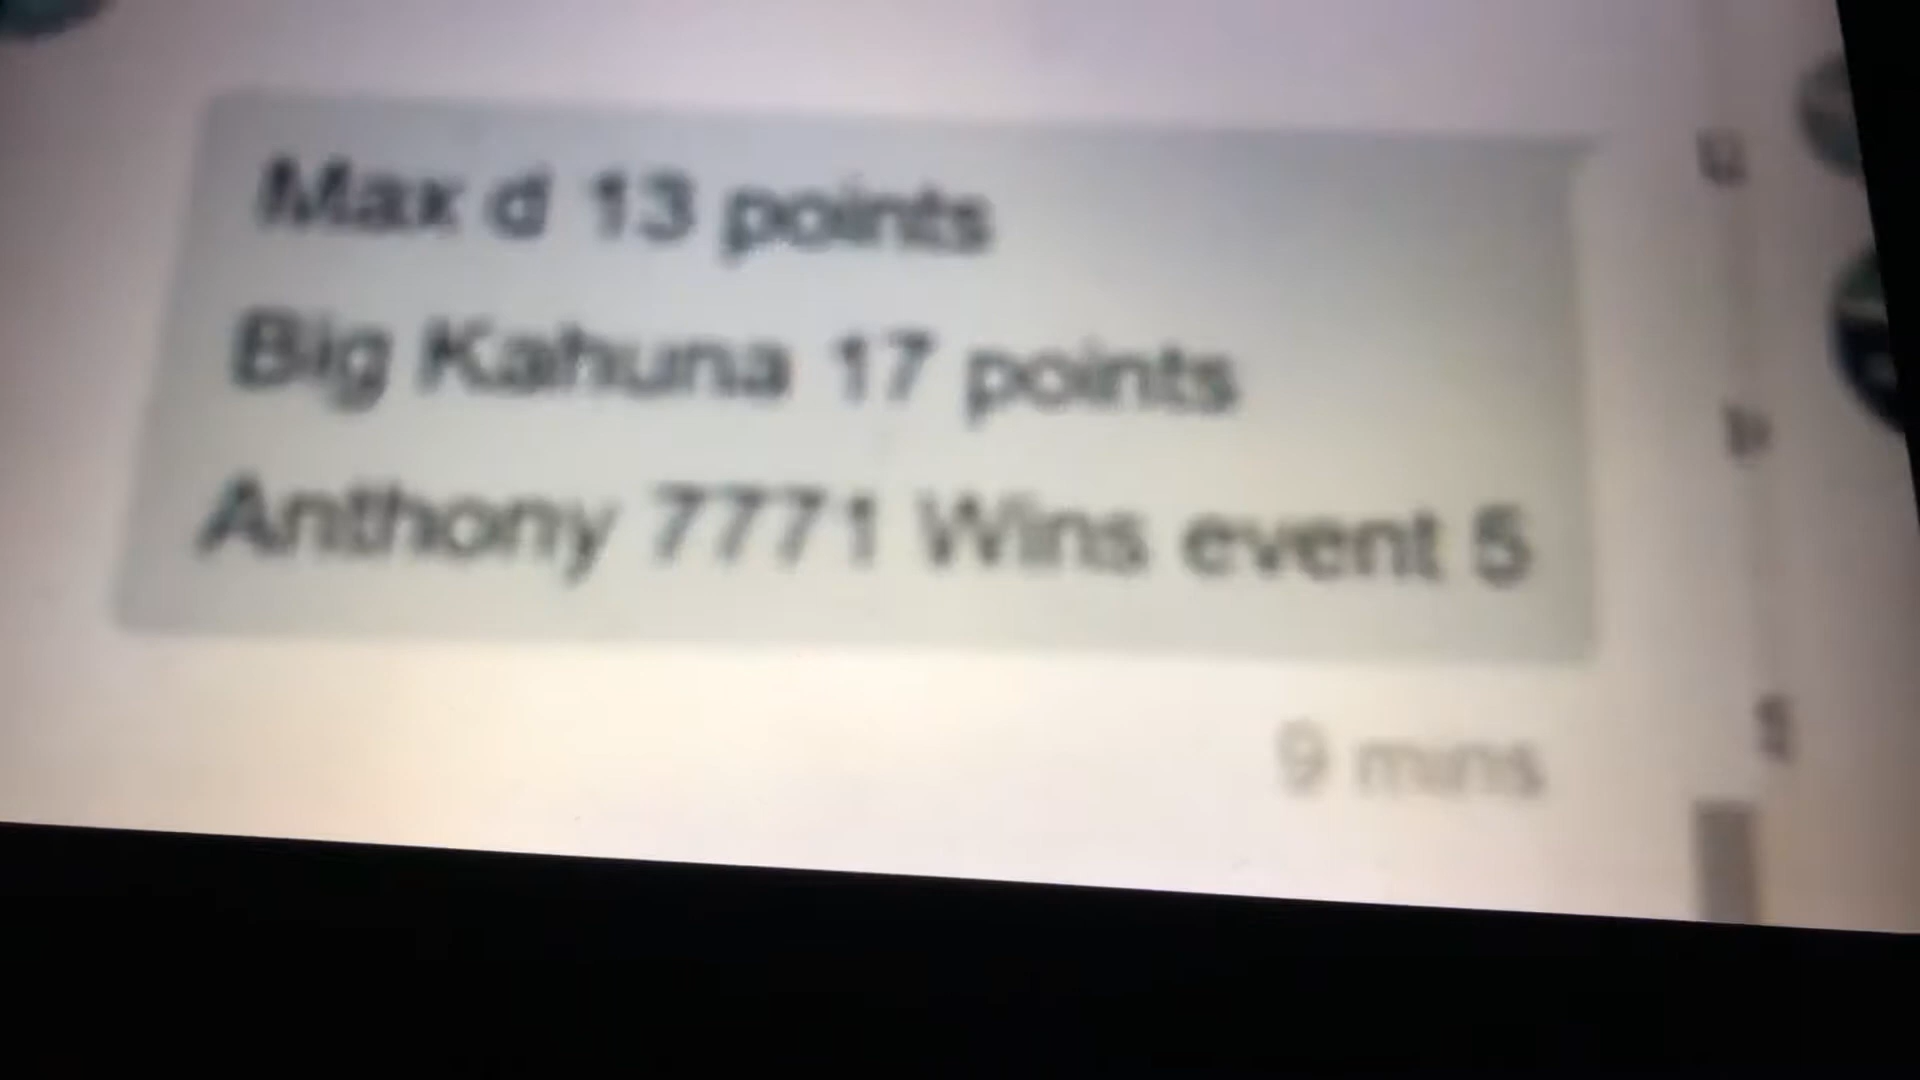 Max d 13 points
Big Kahuna 17 points
Anthony 7771 Wins event 5
9 mins